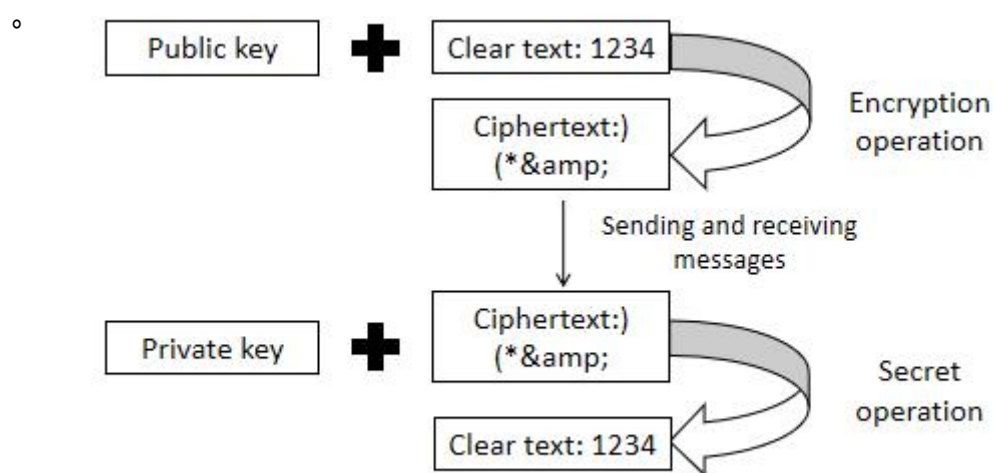 Public key
Clear text: 1234
Ciphertext:)
(*&amp;
Encryption
operation
Sending and receiving
messages
Private key
Ciphertext:)
(*&amp;
Secret
operation
Clear text: 1234